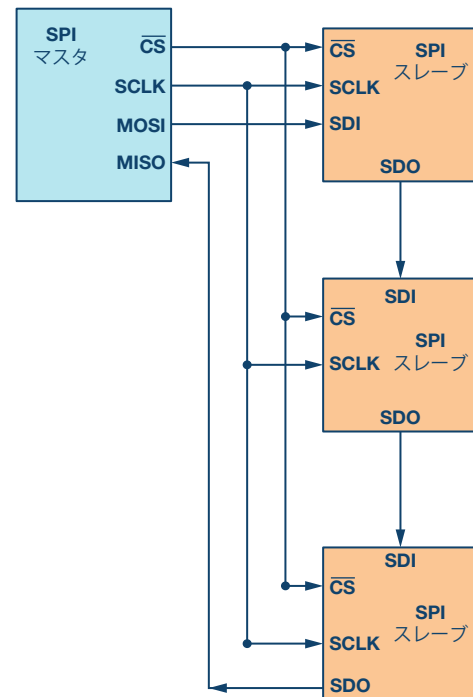 SPI
マスタ
CS
SCLK
MOSI
MISO
CS
SPI
スレーブ
SCLK
SDI
SDO
SDI
CS
SPI
スレーブ
SCLK
SDO
SDI
CS
SPI
スレーブ
SCLK
SDO